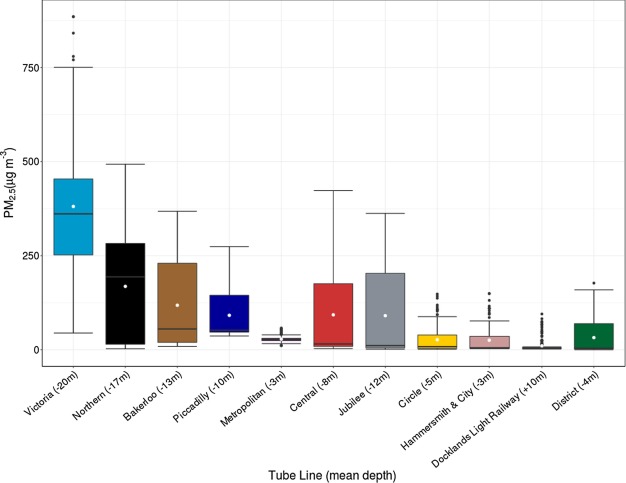 750
500
250
0
PM2.5(µg m-3)
Victoria (-20m)
Northern (-17m)
Bakerloo (-13m)
Piccadilly (-10m)
Metropolitan (-3m)
Central (-8m)
Jubilee (-12m)
Circle (-5m)
Hammersmith & City (-3m)
Docklands Light Railway (+10m)
District (-4m)
Tube Line (mean depth)